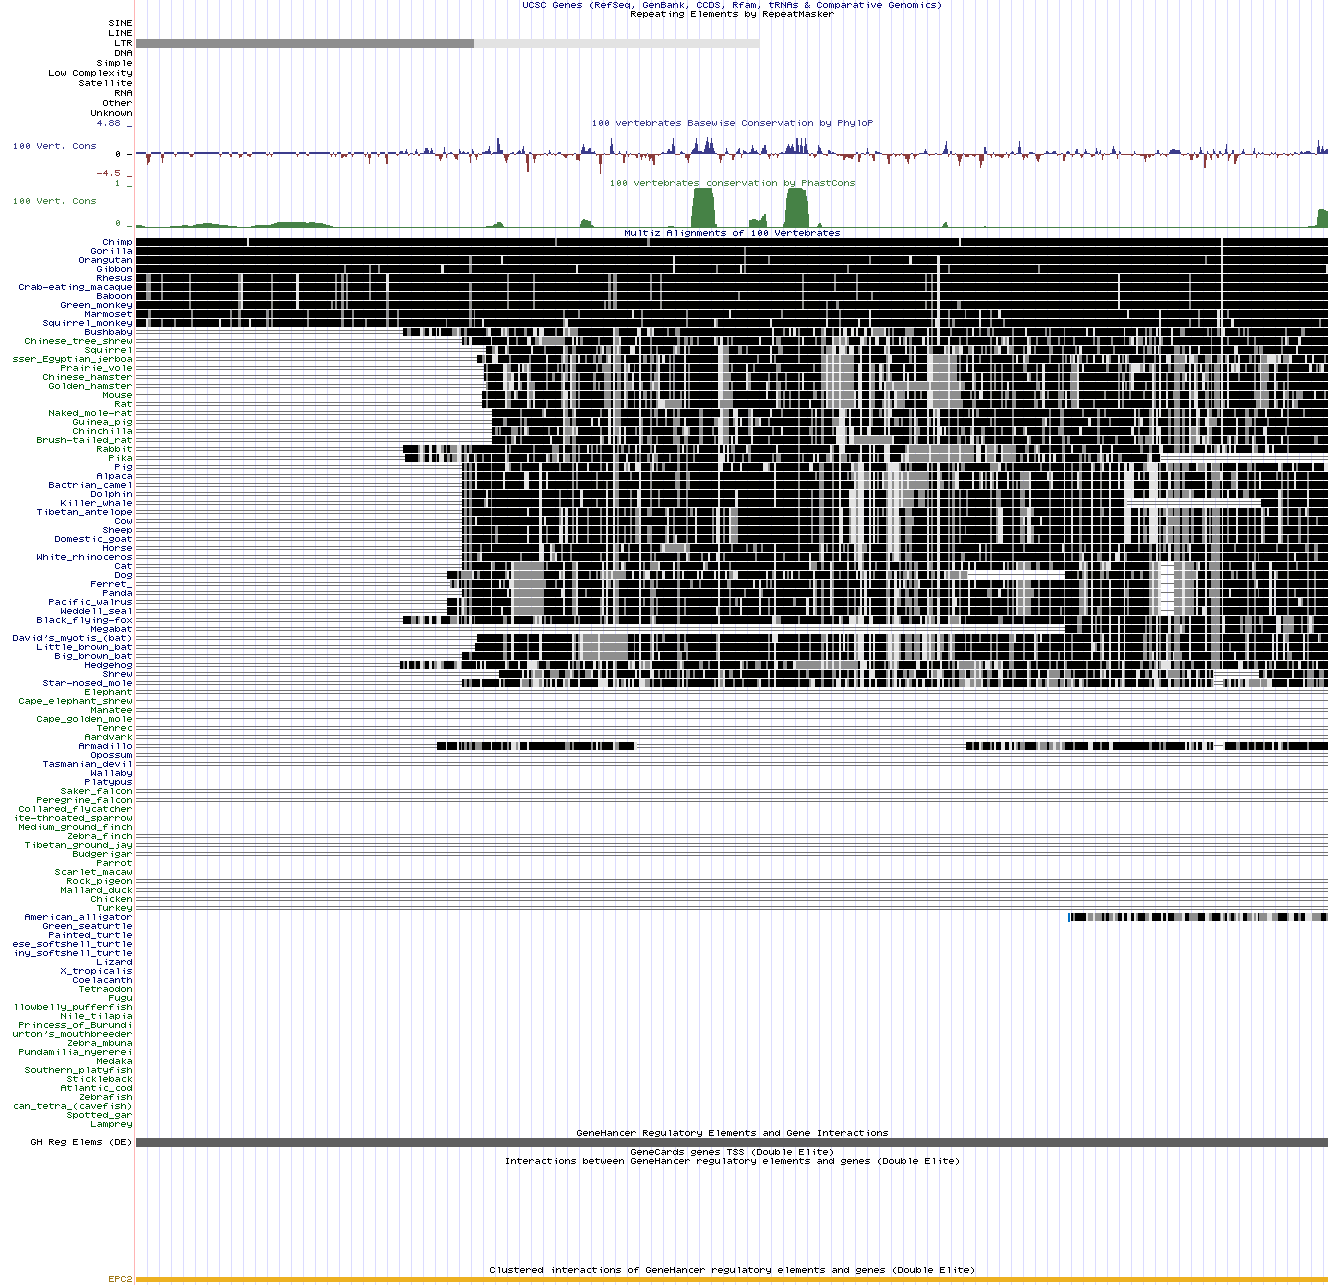 UCSC Genes (RefSeq, GenBank, CCDS, Rfam, tRNAs & Comparative Genomics)
Repeating Elements by RepeatMasker
SINE
LINE
LTR
DNA
Simple
Low Complexity
Satellite
RNA
Other
Unknown
4.88 _
100 vertebrates Basewise Conservation by PhyloP
100 Vert. Cons
0 _
-4.5 _
1 _
100 vertebrates conservation by PhastCons
100 Vert. Cons
0 _
Multiz Alignments of 100 Vertebrates
Chimp
Gorilla
Orangutan
Gibbon
Rhesus
Crab-eating_macaque
Baboon
Green_monkey
Marmoset
Squirrel_monkey
Bushbaby
Chinese_tree_shrew
Squirrel
sser_Egyptian_jerboa
Prairie_vole
Chinese_hamster
Golden_hamster
Mouse
Rat
Naked_mole-rat
Guinea_pig
Chinchilla
Brush-tailed_rat
Rabbit
Pika
Pig
Alpaca
Bactrian_camel
Dolphin
Killer_whale
Tibetan_antelope
Cow
Sheep
Domestic_goat
Horse
White_rhinoceros
Cat
Dog
Ferret_
Panda
Pacific_walrus
Weddell_seal
Black_flying-fox
Megabat
David's_myotis_(bat)
Little_brown_bat
Big_brown_bat
Hedgehog
Shrew
Star-nosed_mole
Elephant
Cape_elephant_shrew
Manatee
Cape_golden_mole
Tenrec
Aardvark
Armadillo
Opossum
Tasmanian_devil
Wallaby
Platypus
Saker_falcon
Peregrine_falcon
Collared_flycatcher
ite-throated_sparrow
Medium_ground_finch
Zebra_finch
Tibetan_ground_jay
Budgerigar
Parrot
Scarlet_macaw
Rock_pigeon
Mallard_duck
Chicken
Turkey
American_alligator
Green_seaturtle
Painted_turtle
ese_softshell_turtle
iny_softshell_turtle
Lizard
X_tropicalis
Coelacanth
Tetraodon
Fugu
llowbelly_pufferfish
Nile_tilapia
Princess_of_Burundi
urton's_mouthbreeder
Zebra_mbuna
Pundamilia_nyererei
Medaka
Southern_platyfish
Stickleback
Atlantic_cod
Zebrafish
can_tetra_(cavefish)
Spotted_gar
Lamprey
GeneHancer Regulatory Elements and Gene Interactions
GH Reg Elems (DE)
GeneCards genes TSS (Double Elite)
Interactions between GeneHancer regulatory elements and genes (Double Elite)
Clustered interactions of GeneHancer regulatory elements and genes (Double Elite)
EPC2